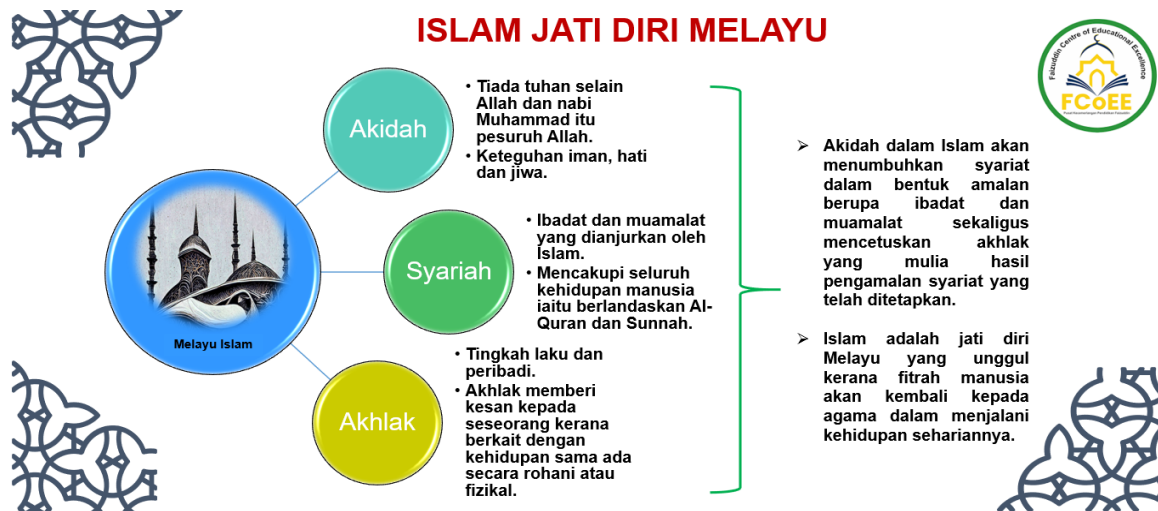 ISLAM JATI DIRI MELAYU
Faizuddin Centre of Educational Excellence
FCoEE
Akidah
• Tiada tuhan selain
Allah dan nabi
Muhammad itu
pesuruh Allah.
• Keteguhan iman, hati
dan jiwa.
Melayu Islam
Syariah
• Ibadat dan muamalat
yang dianjurkan oleh
Islam.
• Mencakupi seluruh
kehidupan manusia
iaitu berlandaskan Al-
Quran dan Sunnah.
Akhlak
• Tingkah laku dan
peribadi.
• Akhlak memberi
kesan kepada
seseorang kerana
berkait dengan
kehidupan sama ada
secara rohani atau
fizikal.
➢ Akidah dalam Islam akan
menumbuhkan syariat
dalam bentuk amalan
berupa ibadat dan
muamalat sekaligus
mencetuskan akhlak
yang mulia hasil
pengamalan syariat yang
telah ditetapkan.
➢ Islam adalah jati diri
Melayu yang unggul
kerana fitrah manusia
akan kembali kepada
agama dalam menjalani
kehidupan sehariannya.